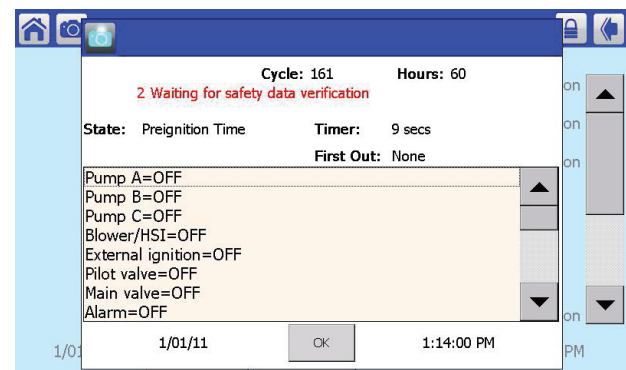 Cycle: 161 Hours: 60
2 Waiting for safety data verification
on
State: Preignition Time Timer: 9 secs
on
First Out: None
on
Pump A=OFF
Pump B=OFF
Pump C=OFF
Blower/HSI=OFF
External ignition=OFF
Pilot valve=OFF
Main valve=OFF
Alarm=OFF
on
1/01/11 OK 1:14:00 PM
1/01 PM